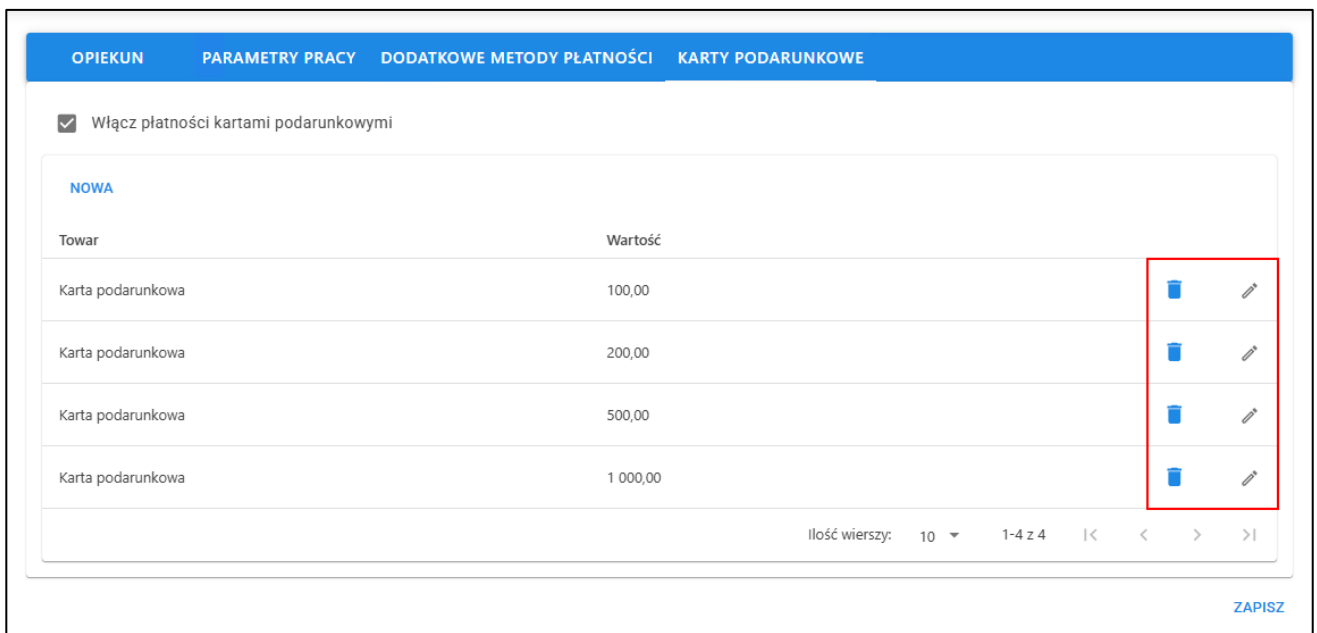 OPIEKUN PARAMETRY PRACY DODATKOWE METODY PŁATNOŚCI KARTY PODARUNKOWE
Włącz płatności kartami podarunkowymi
NOWA
Towar Wartość
Karta podarunkowa 100,00
Karta podarunkowa 200,00
Karta podarunkowa 500,00
Karta podarunkowa 1 000,00
Ilość wierszy: 10 1-4 z 4
ZAPISZ